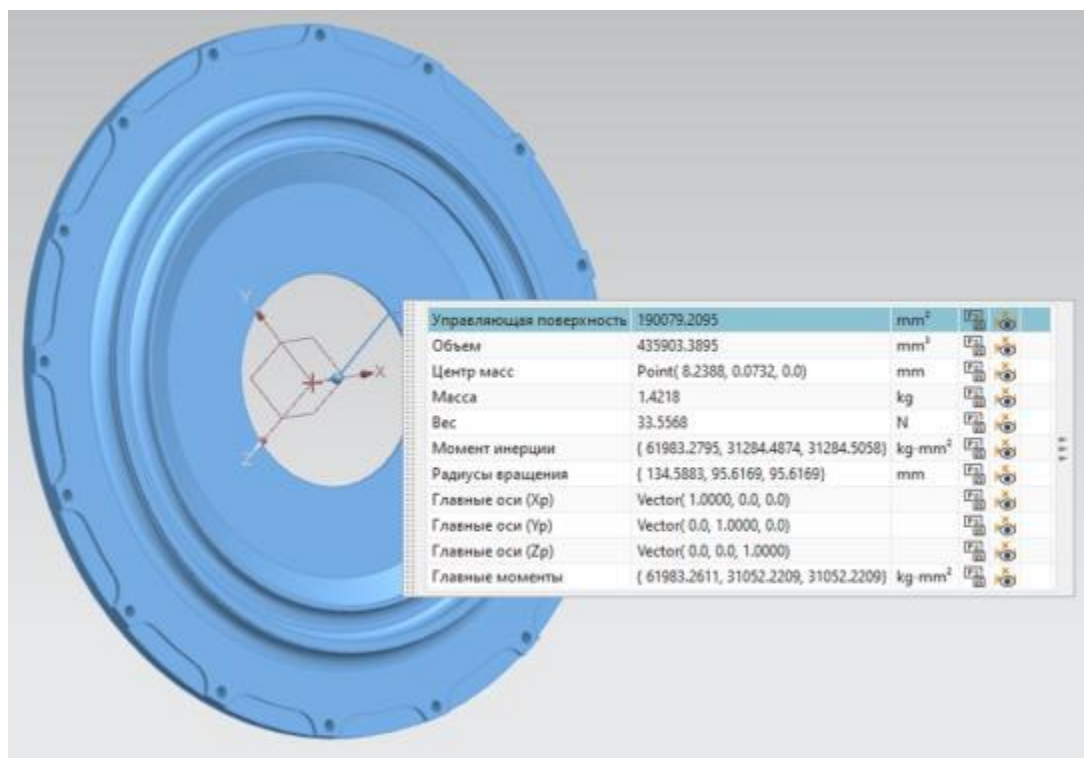 Y
X
Z
Управляющая поверхность 190079.2095 mm²
Объем 435903.3895 mm³
Центр масс Point( 8.2388, 0.0732, 0.0) mm
Масса 1.4218 kg
Вес 33.5568 N
Момент инерции ( 61983.2795, 31284.4874, 31284.5058) kg-mm²
Радиусы вращения ( 134.5883, 95.6169, 95.6169) mm
Главные оси (Xp) Vector( 1.0000, 0.0, 0.0)
Главные оси (Yp) Vector( 0.0, 1.0000, 0.0)
Главные оси (Zp) Vector( 0.0, 0.0, 1.0000)
Главные моменты ( 61983.2611, 31052.2209, 31052.2209) kg-mm²